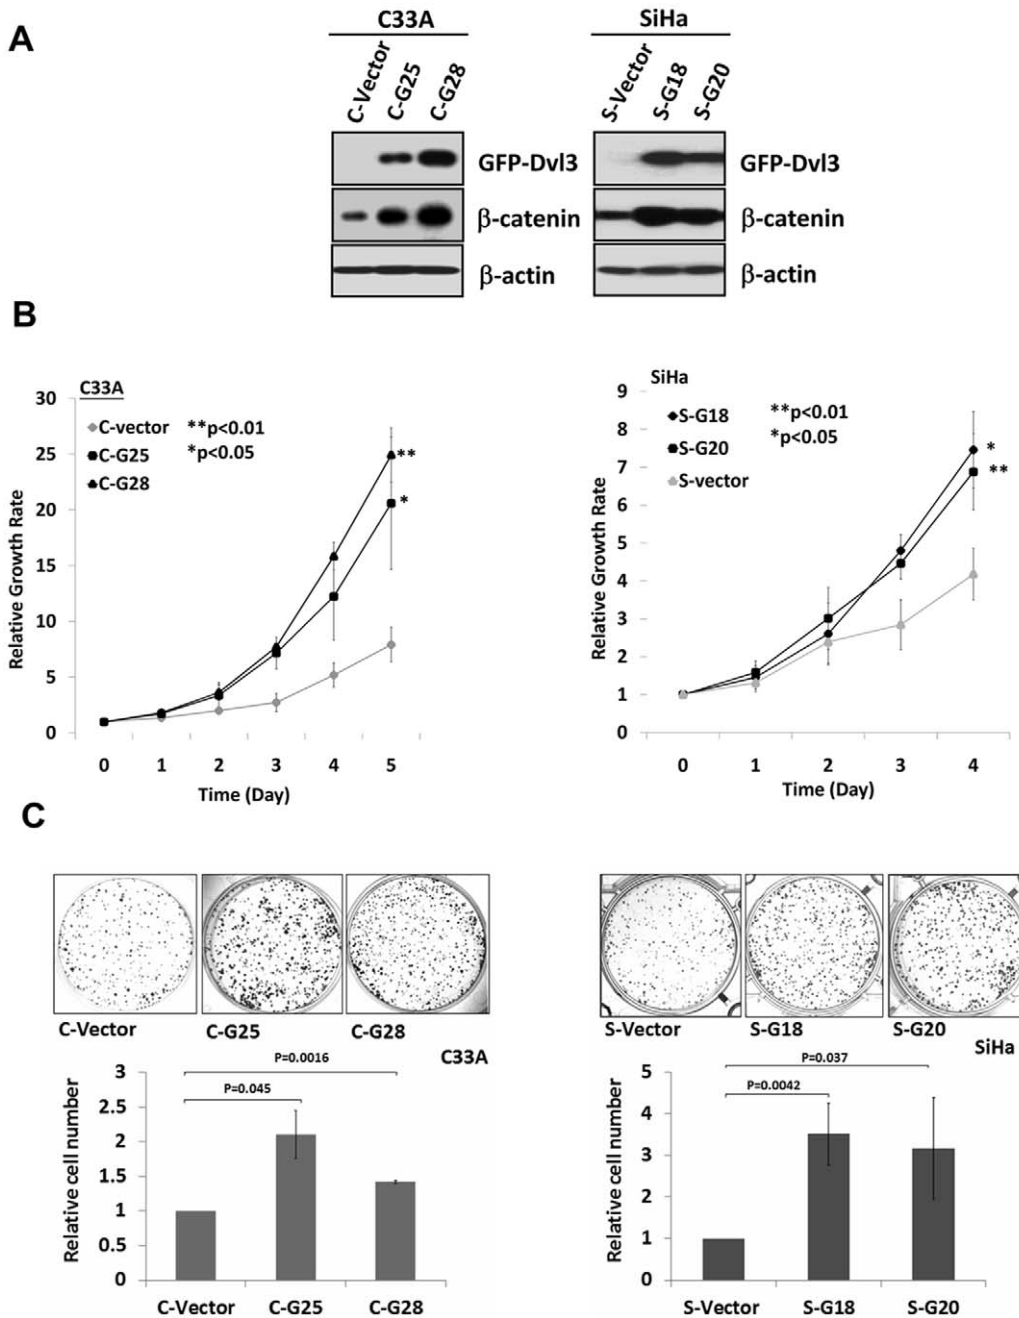 A
C33A
SiHa
C-Vector
C-G25
C-G28
S-Vector
S-G18
S-G20
GFP-Dvl3
GFP-Dvl3
β-catenin
β-catenin
β-actin
β-actin
B
C33A
C-vector
C-G25
C-G28
**p<0.01
*p<0.05
30
25
20
15
10
5
0
**
*
0 1 2 3 4 5
Time (Day)
Relative Growth Rate
SiHa
S-G18
S-G20
S-vector
**p<0.01
*p<0.05
9
8
7
6
5
4
3
2
1
0
*
**
0 1 2 3 4
Time (Day)
Relative Growth Rate
C
C-Vector
C-G25
C-G28
C33A
P=0.0016
P=0.045
3
2.5
2
1.5
1
0.5
0
Relative cell number
C-Vector C-G25 C-G28
S-Vector
S-G18
S-G20
SiHa
P=0.037
P=0.0042
5
4
3
2
1
0
Relative cell number
S-Vector S-G18 S-G20